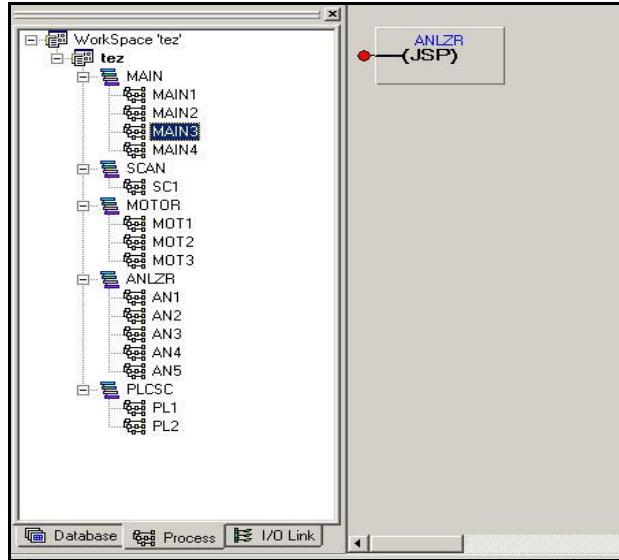 WorkSpace 'tez'
tez
MAIN
MAIN1
MAIN2
MAIN3
MAIN4
SCAN
SC1
MOTOR
MOT1
MOT2
MOT3
ANLZR
AN1
AN2
AN3
AN4
AN5
PLCSC
PL1
PL2
Database Process I/O Link
ANLZR
(JSP)